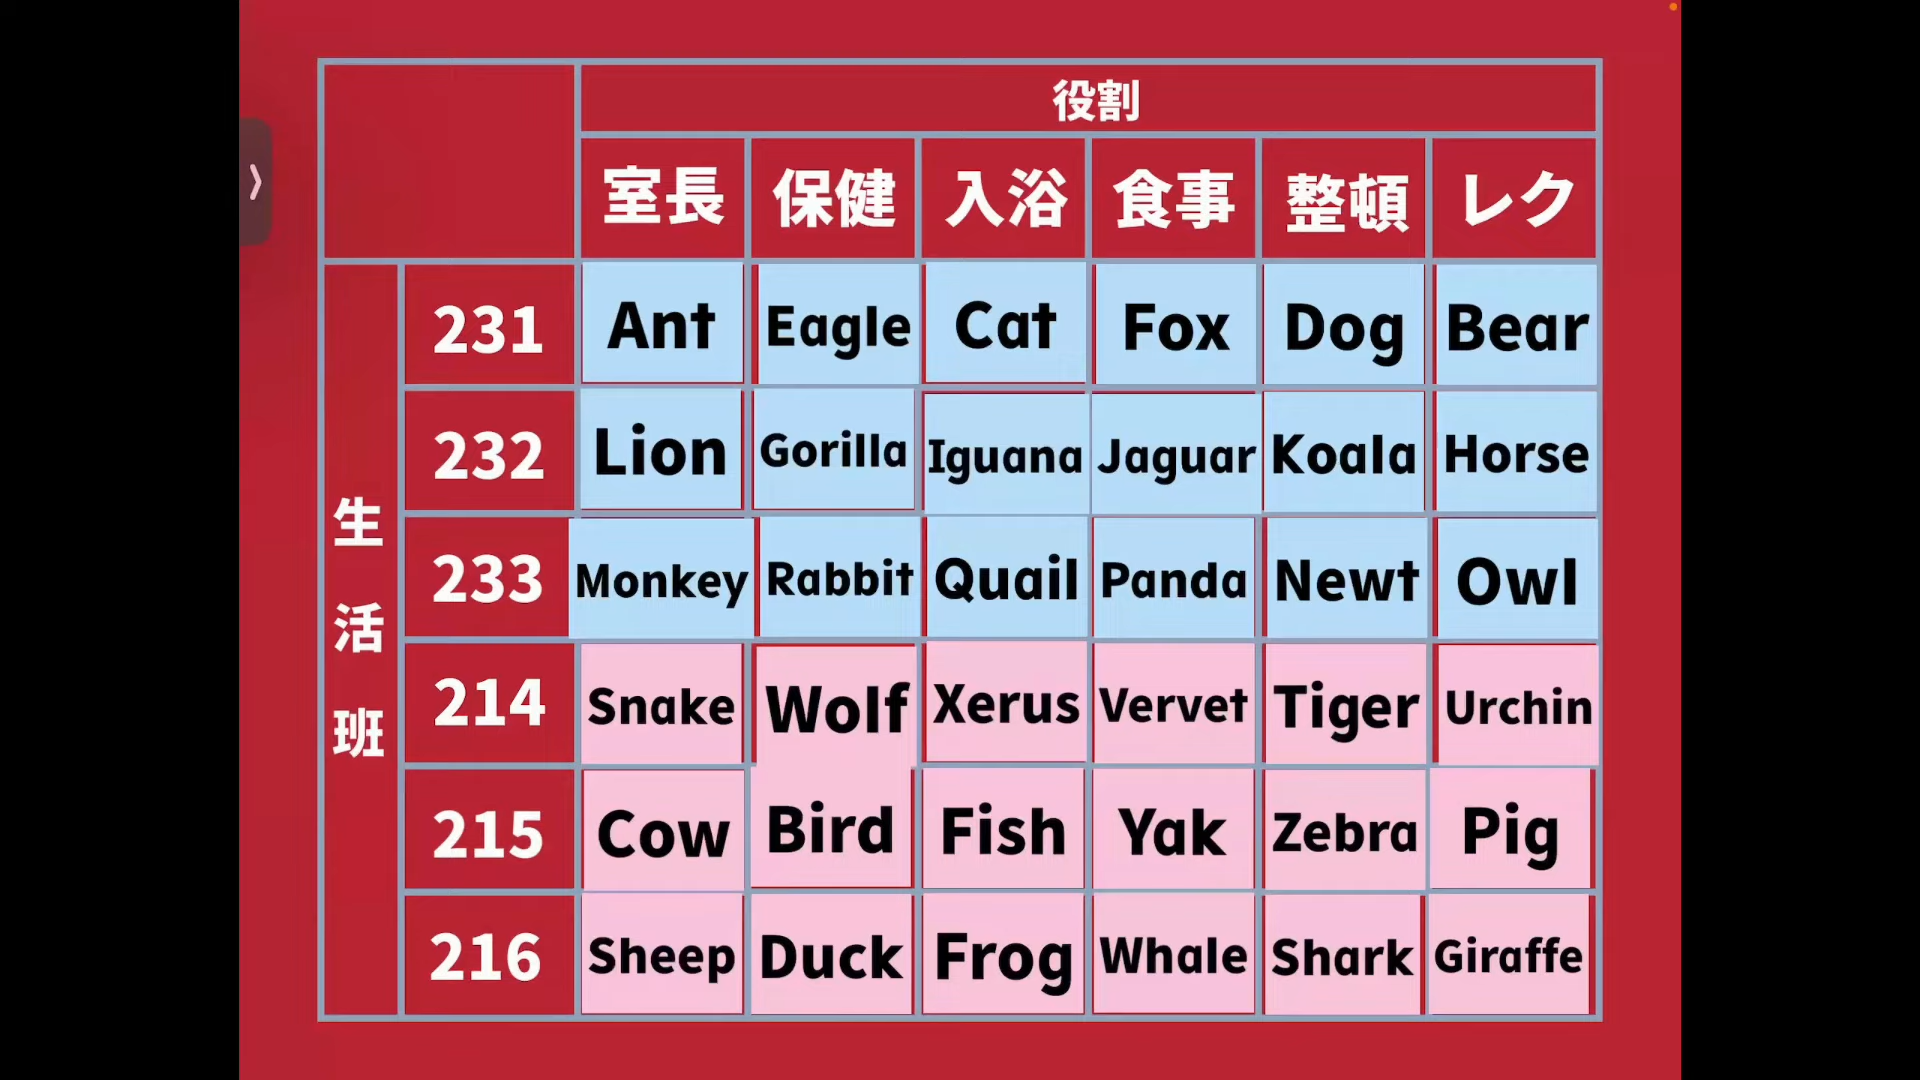 役割
室長 保健 入浴 食事 整頓 レク
生活班
231 Ant Eagle Cat Fox Dog Bear
232 Lion Gorilla Iguana Jaguar Koala Horse
233 Monkey Rabbit Quail Panda Newt Owl
214 Snake Wolf Xerus Vervet Tiger Urchin
215 Cow Bird Fish Yak Zebra Pig
216 Sheep Duck Frog Whale Shark Giraffe